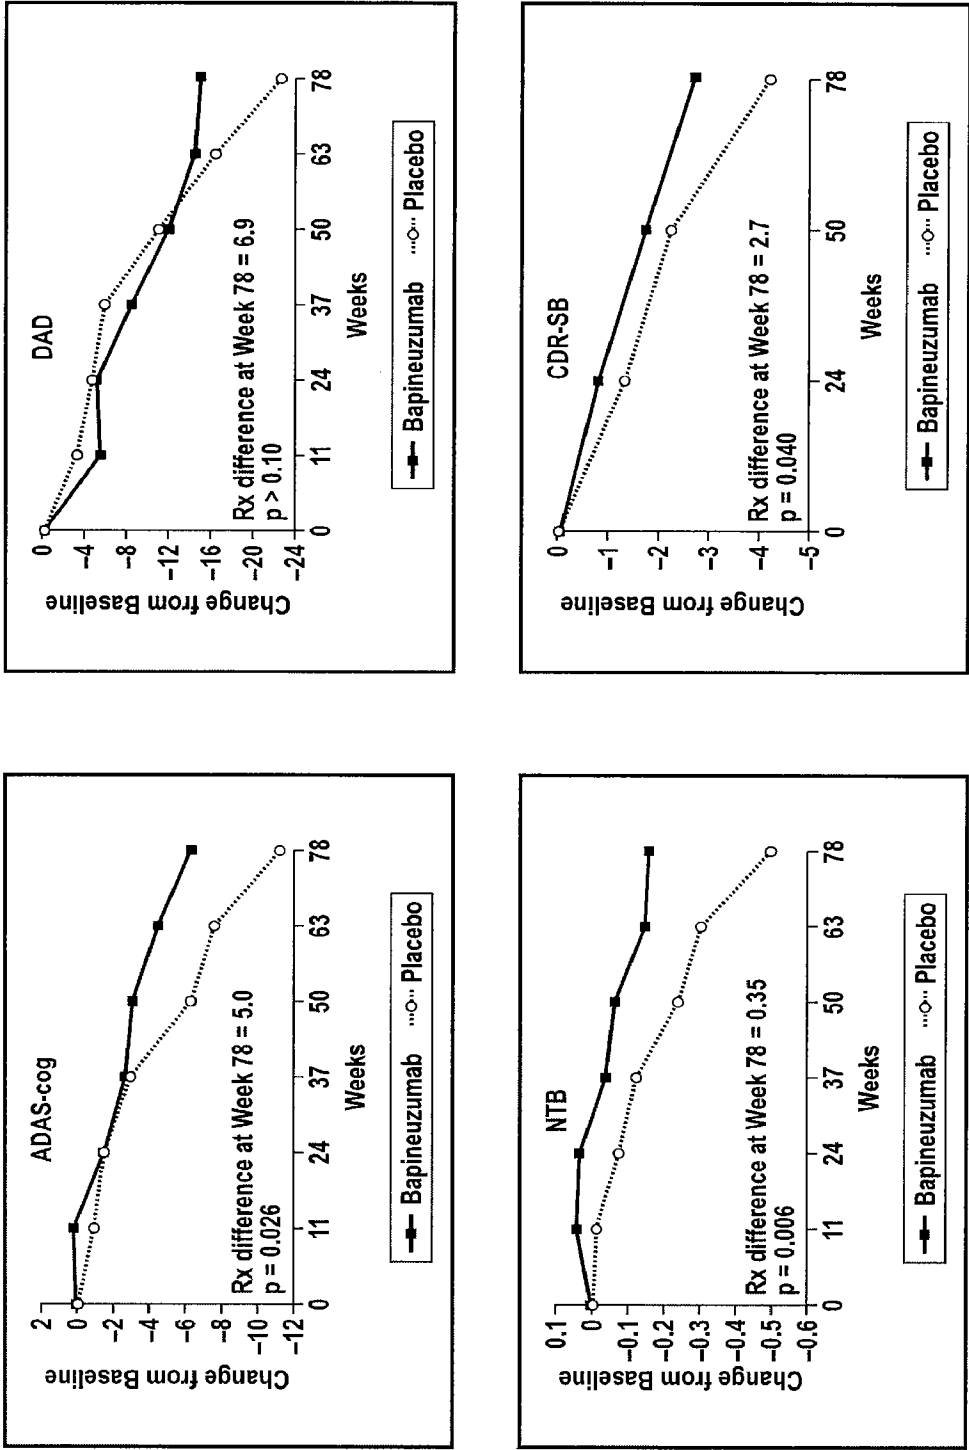 ADAS-cog
Change from Baseline
2
0
−2
−4
−6
−8
−10
−12
Rx difference at Week 78 = 5.0
p = 0.026
0 11 24 37 50 63 78
Weeks
Bapineuzumab Placebo
DAD
Change from Baseline
0
−4
−8
−12
−16
−20
−24
Rx difference at Week 78 = 6.9
p > 0.10
0 11 24 37 50 63 78
Weeks
Bapineuzumab Placebo
NTB
Change from Baseline
0.1
0
−0.1
−0.2
−0.3
−0.4
−0.5
−0.6
Rx difference at Week 78 = 0.35
p = 0.006
0 11 24 37 50 63 78
Weeks
Bapineuzumab Placebo
CDR-SB
Change from Baseline
0
−1
−2
−3
−4
−5
Rx difference at Week 78 = 2.7
p = 0.040
0 24 50 78
Weeks
Bapineuzumab Placebo